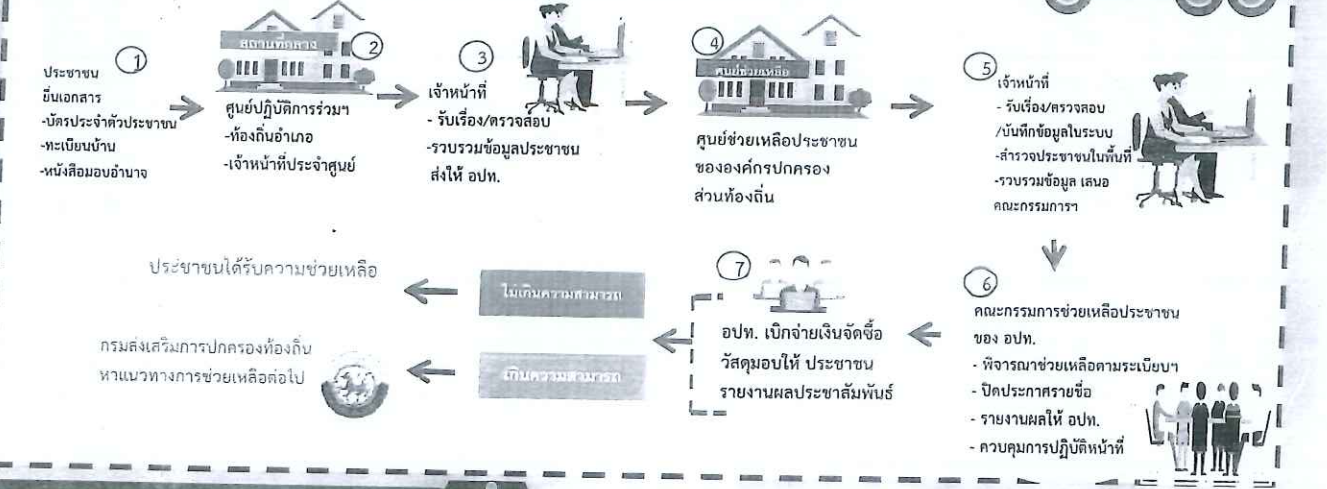 1
ประชาชน
ยื่นเอกสาร
-บัตรประจำตัวประชาชน
-ทะเบียนบ้าน
-หนังสือมอบอำนาจ
2
สถานที่กลาง
ศูนย์ปฏิบัติการร่วมฯ
-ท้องถิ่นอำเภอ
-เจ้าหน้าที่ประจำศูนย์
3
เจ้าหน้าที่
- รับเรื่อง/ตรวจสอบ
-รวบรวมข้อมูลประชาชน
ส่งให้ อปท.
4
ศูนย์ช่วยเหลือ
ศูนย์ช่วยเหลือประชาชน
ขององค์กรปกครอง
ส่วนท้องถิ่น
5
เจ้าหน้าที่
- รับเรื่อง/ตรวจสอบ
/บันทึกข้อมูลในระบบ
-สำรวจประชาชนในพื้นที่
-รวบรวมข้อมูล เสนอ
คณะกรรมการฯ
6
คณะกรรมการช่วยเหลือประชาชน
ของ อปท.
- พิจารณาช่วยเหลือตามระเบียบฯ
- ปิดประกาศรายชื่อ
- รายงานผลให้ อปท.
- ควบคุมการปฏิบัติหน้าที่
7
อปท. เบิกจ่ายเงินจัดซื้อ
วัสดุมอบให้ ประชาชน
รายงานผลประชาสัมพันธ์
ไม่เกินความสามารถ
ประชาชนได้รับความช่วยเหลือ
เกินความสามารถ
กรมส่งเสริมการปกครองท้องถิ่น
หาแนวทางการช่วยเหลือต่อไป